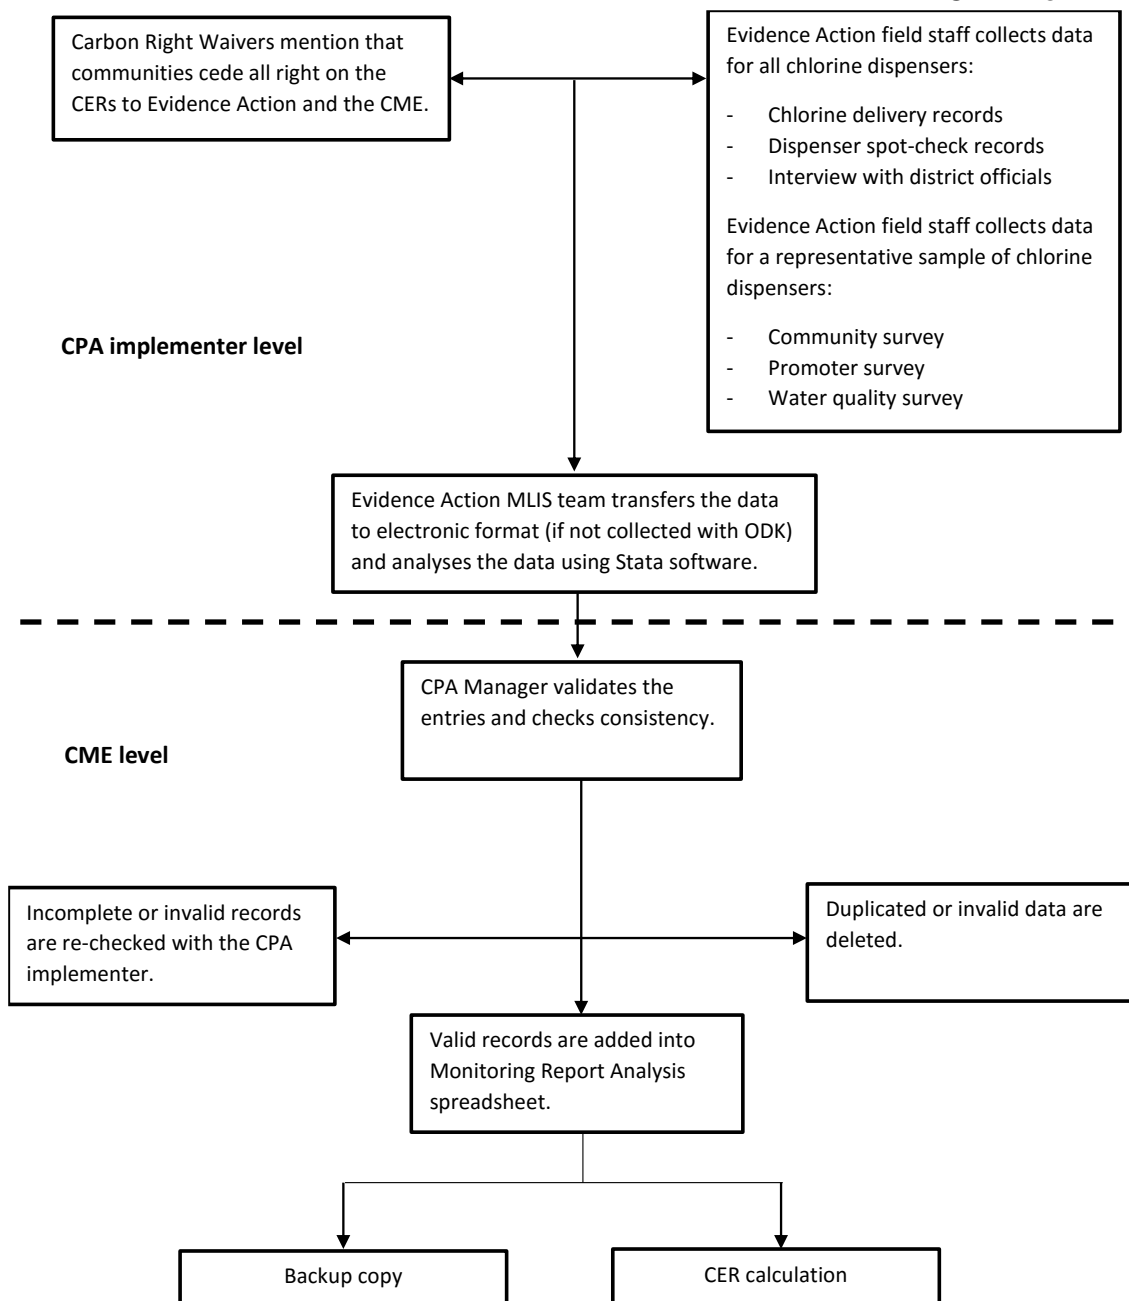 Carbon Right Waivers mention that
communities cede all right on the
CERs to Evidence Action and the CME.
Evidence Action field staff collects data
for all chlorine dispensers:
- Chlorine delivery records
- Dispenser spot-check records
- Interview with district officials
Evidence Action field staff collects data
for a representative sample of chlorine
dispensers:
- Community survey
- Promoter survey
- Water quality survey
CPA implementer level
Evidence Action MLIS team transfers the data
to electronic format (if not collected with ODK)
and analyses the data using Stata software.
CPA Manager validates the
entries and checks consistency.
CME level
Incomplete or invalid records
are re-checked with the CPA
implementer.
Duplicated or invalid data are
deleted.
Valid records are added into
Monitoring Report Analysis
spreadsheet.
Backup copy
CER calculation